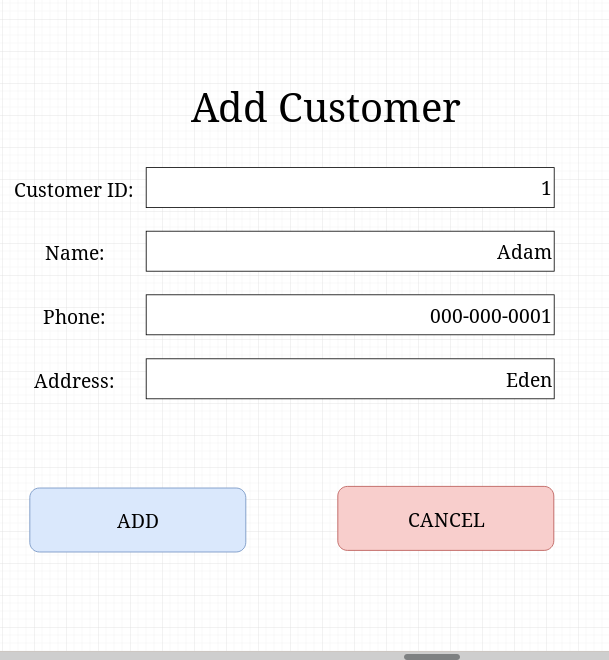 Add Customer
Customer ID: 1
Name: Adam
Phone: 000-000-0001
Address: Eden
ADD CANCEL